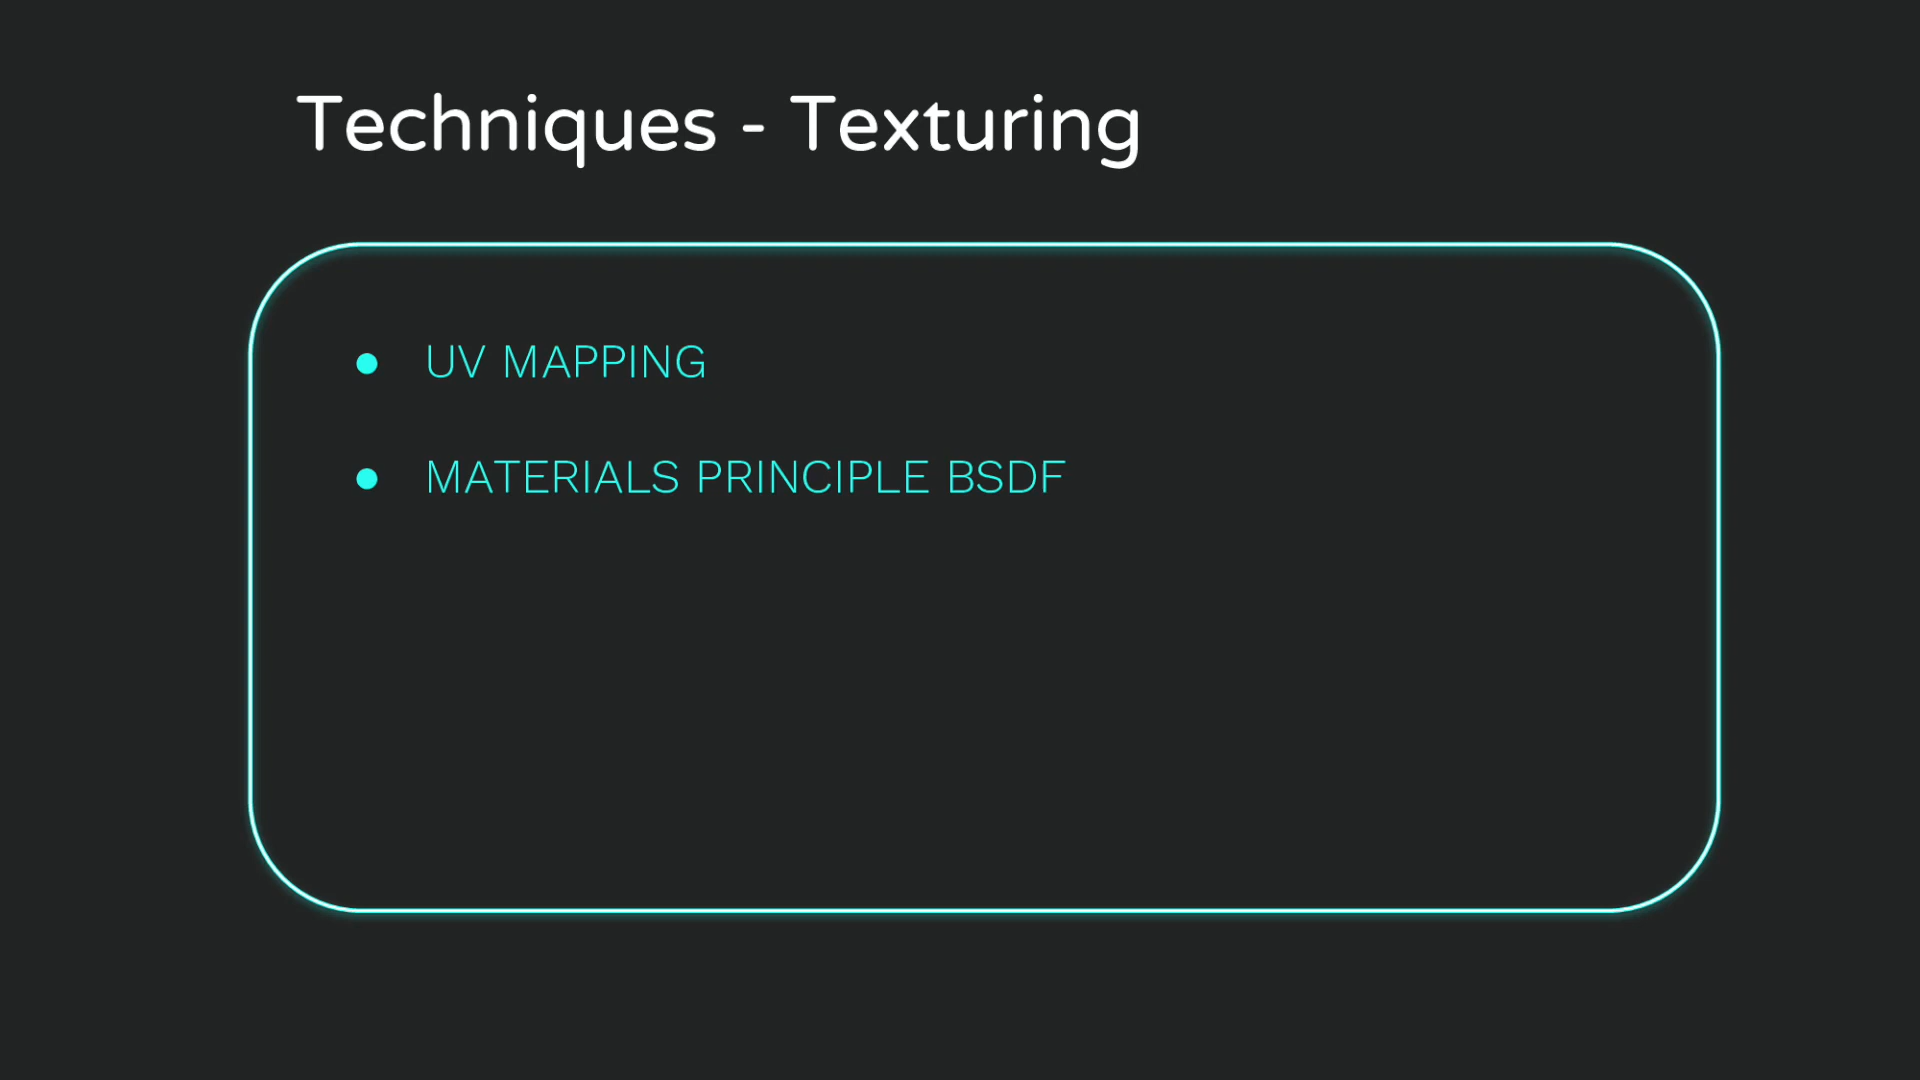 Techniques - Texturing
● UV MAPPING
● MATERIALS PRINCIPLE BSDF